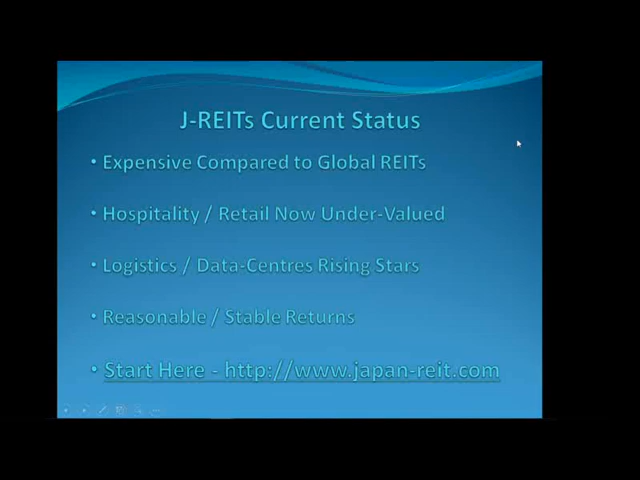 J-REITs Current Status
• Expensive Compared to Global REITs
• Hospitality / Retail Now Under-Valued
• Logistics / Data-Centres Rising Stars
• Reasonable / Stable Returns
• Start Here - http://www.japan-reit.com